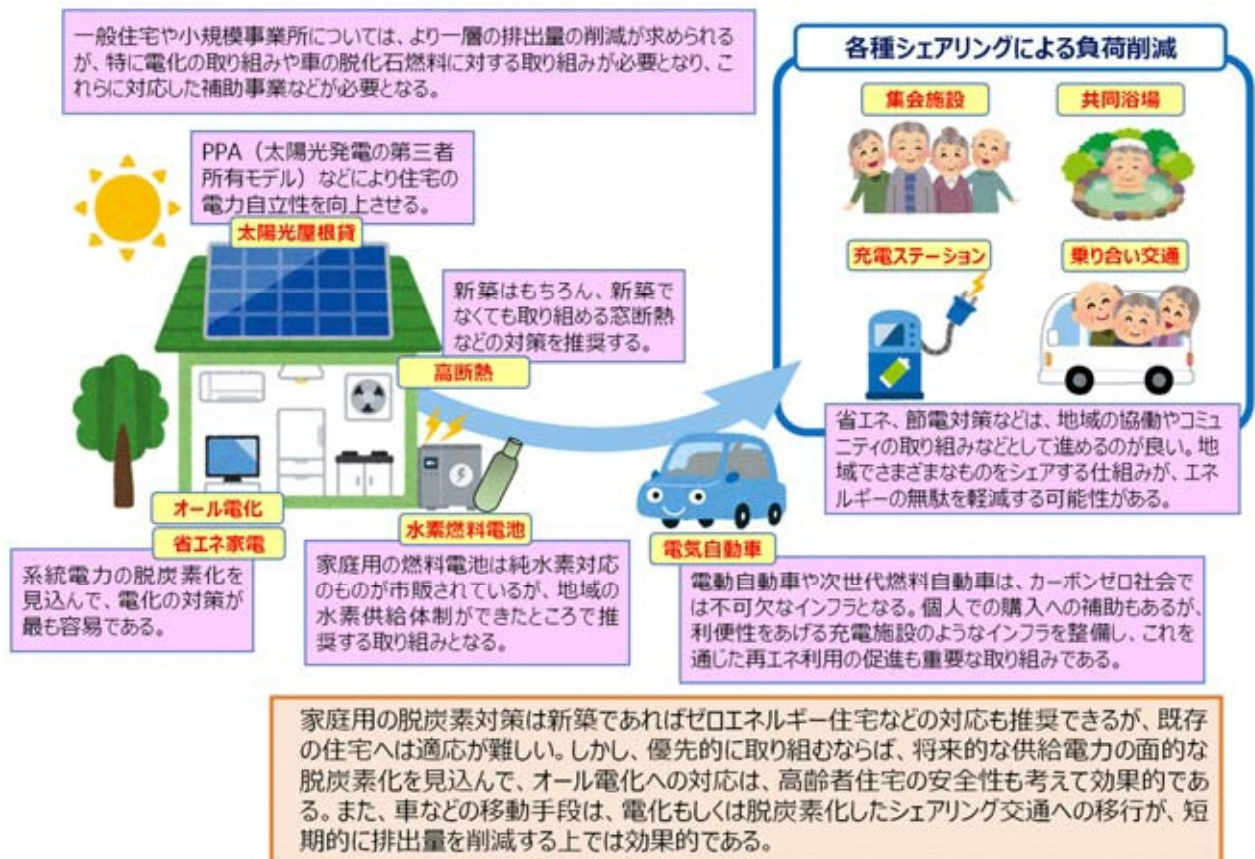 一般住宅や小規模事業所については、より一層の排出量の削減が求められる
が、特に電化の取り組みや車の脱化石燃料に対する取り組みが必要となり、こ
れらに対応した補助事業などが必要となる。
各種シェアリングによる負荷削減
集会施設
共同浴場
充電ステーション
乗り合い交通
省エネ、節電対策などは、地域の協働やコミュ
ニティの取り組みなどとして進めるのが良い。地
域でさまざまなものをシェアする仕組みが、エネ
ルギーの無駄を軽減する可能性がある。
PPA（太陽光発電の第三者
所有モデル）などにより住宅の
電力自立性を向上させる。
太陽光屋根貸
新築はもちろん、新築で
なくても取り組める窓断熱
などの対策を推奨する。
高断熱
オール電化
省エネ家電
系統電力の脱炭素化を
見込んで、電化の対策が
最も容易である。
水素燃料電池
家庭用の燃料電池は純水素対応
のものが市販されているが、地域の
水素供給体制ができたところで推
奨する取り組みとなる。
電気自動車
電動自動車や次世代燃料自動車は、カーボンゼロ社会で
は不可欠なインフラとなる。個人での購入への補助もあるが、
利便性をあげる充電施設のようなインフラを整備し、これを
通じた再エネ利用の促進も重要な取り組みである。
家庭用の脱炭素対策は新築であればゼロエネルギー住宅などの対応も推奨できるが、既存
の住宅へは適応が難しい。しかし、優先的に取り組むならば、将来的な供給電力の面的な
脱炭素化を見込んで、オール電化への対応は、高齢者住宅の安全性も考えて効果的であ
る。また、車などの移動手段は、電化もしくは脱炭素化したシェアリング交通への移行が、短
期的に排出量を削減する上では効果的である。